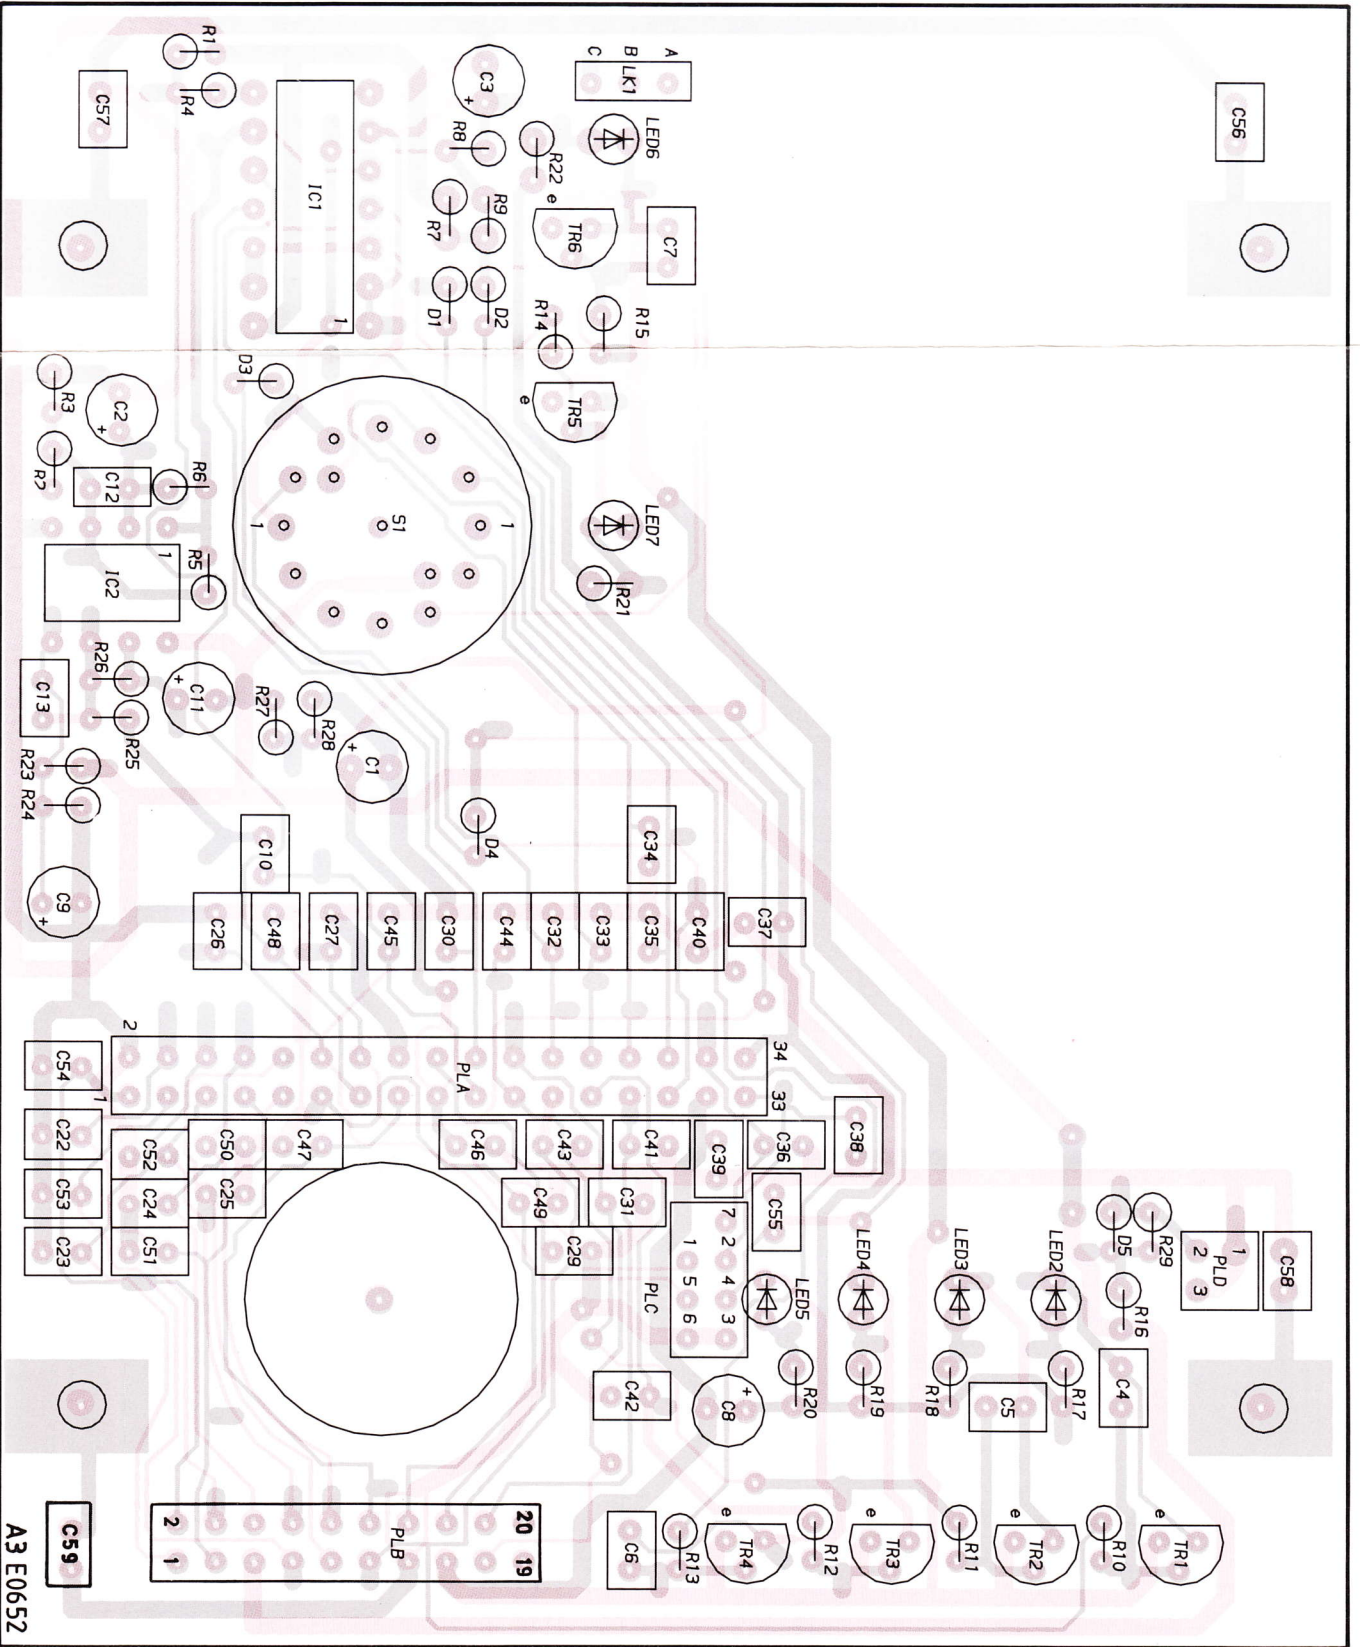 R1
R4
C57
IC1
1
C3
+
R8
R22
R7
R9
e
TR6
D1
D2
A
B
C
LK1
LED6
C7
C56
R14
R15
D3
R3
C2
+
R2
C12
R6
e
TR5
S1
1
1
LED7
R21
1
IC2
R5
R26
C13
+
C11
R25
R27
R28
R23
R24
+
C1
D4
C10
C34
C9
+
C26
C48
C27
C45
C30
C44
C32
C33
C35
C40
C37
2
34
PLA
1
33
C54
C22
C53
C23
C52
C24
C51
C50
C25
C47
C46
C43
C41
C39
C36
C38
C49
C31
C29
C55
7 2 4 3
1 5 6
PLC
LED5
LED4
LED3
LED2
D5
R29
1
2
3
PLD
C58
R16
C42
+
C8
R20
R19
R18
C5
R17
C4
A3 E0652
C59
2
1
PLB
20
19
C6
R13
e
TR4
R12
e
TR3
R11
e
TR2
R10
e
TR1